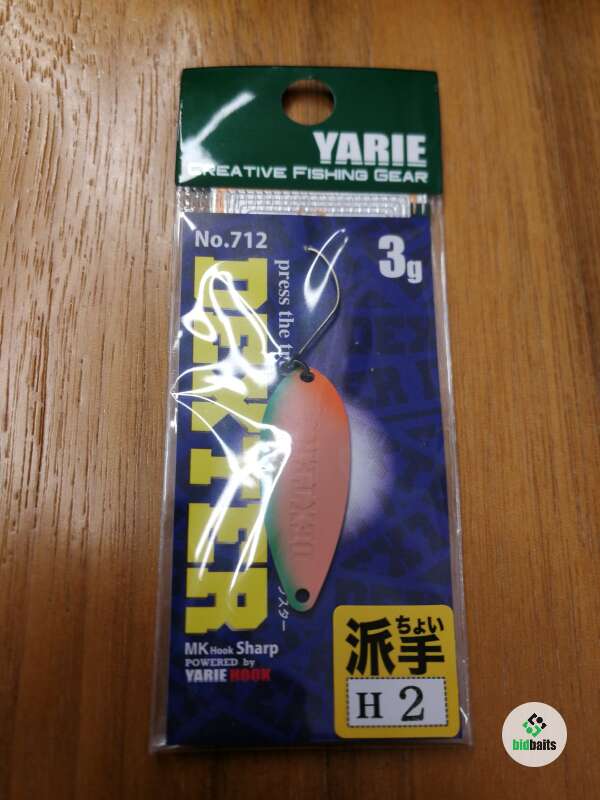 YARIE
CREATIVE FISHING GEAR
No.712
3g
press the
DEXTER
DEXTER
MK Hook Sharp
POWERED by
YARIE HOOK
ちょい
派手
H 2
bidbaits